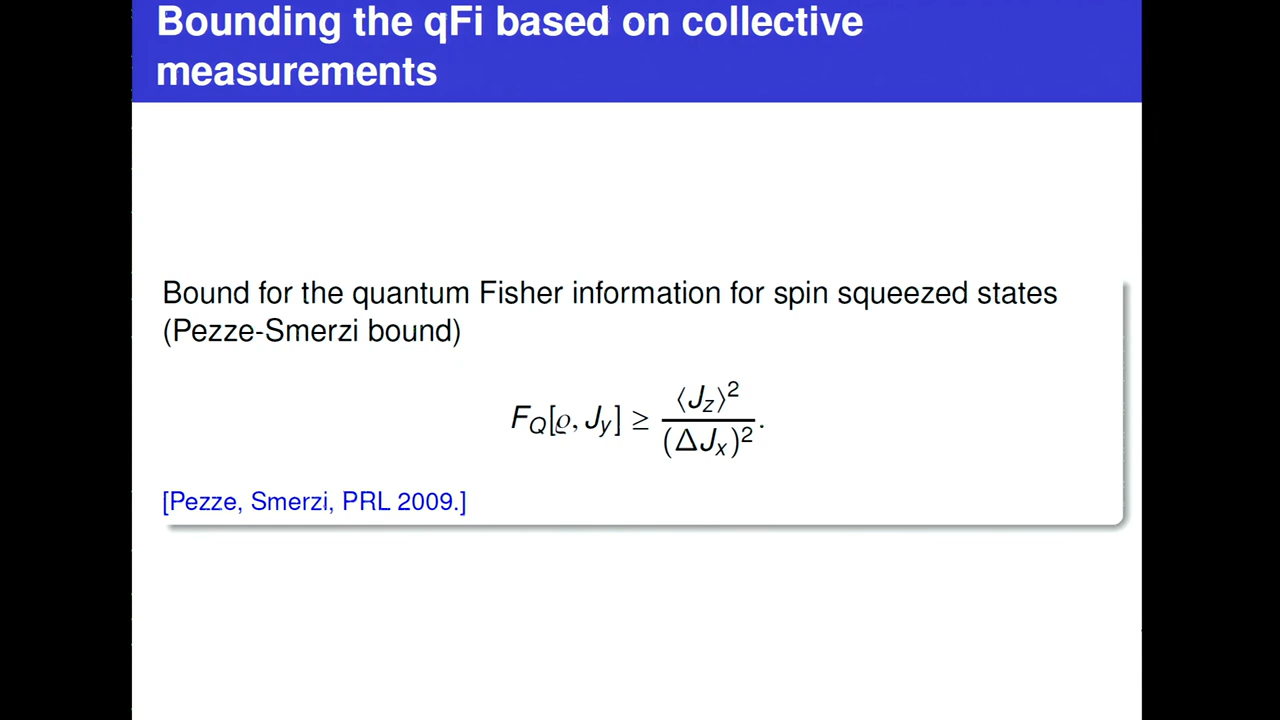 Bounding the qFi based on collective
measurements
Bound for the quantum Fisher information for spin squeezed states
(Pezze-Smerzi bound)
F_Q[ϱ, J_y] ≥ ⟨J_z⟩² / (ΔJ_x)².
[Pezze, Smerzi, PRL 2009.]